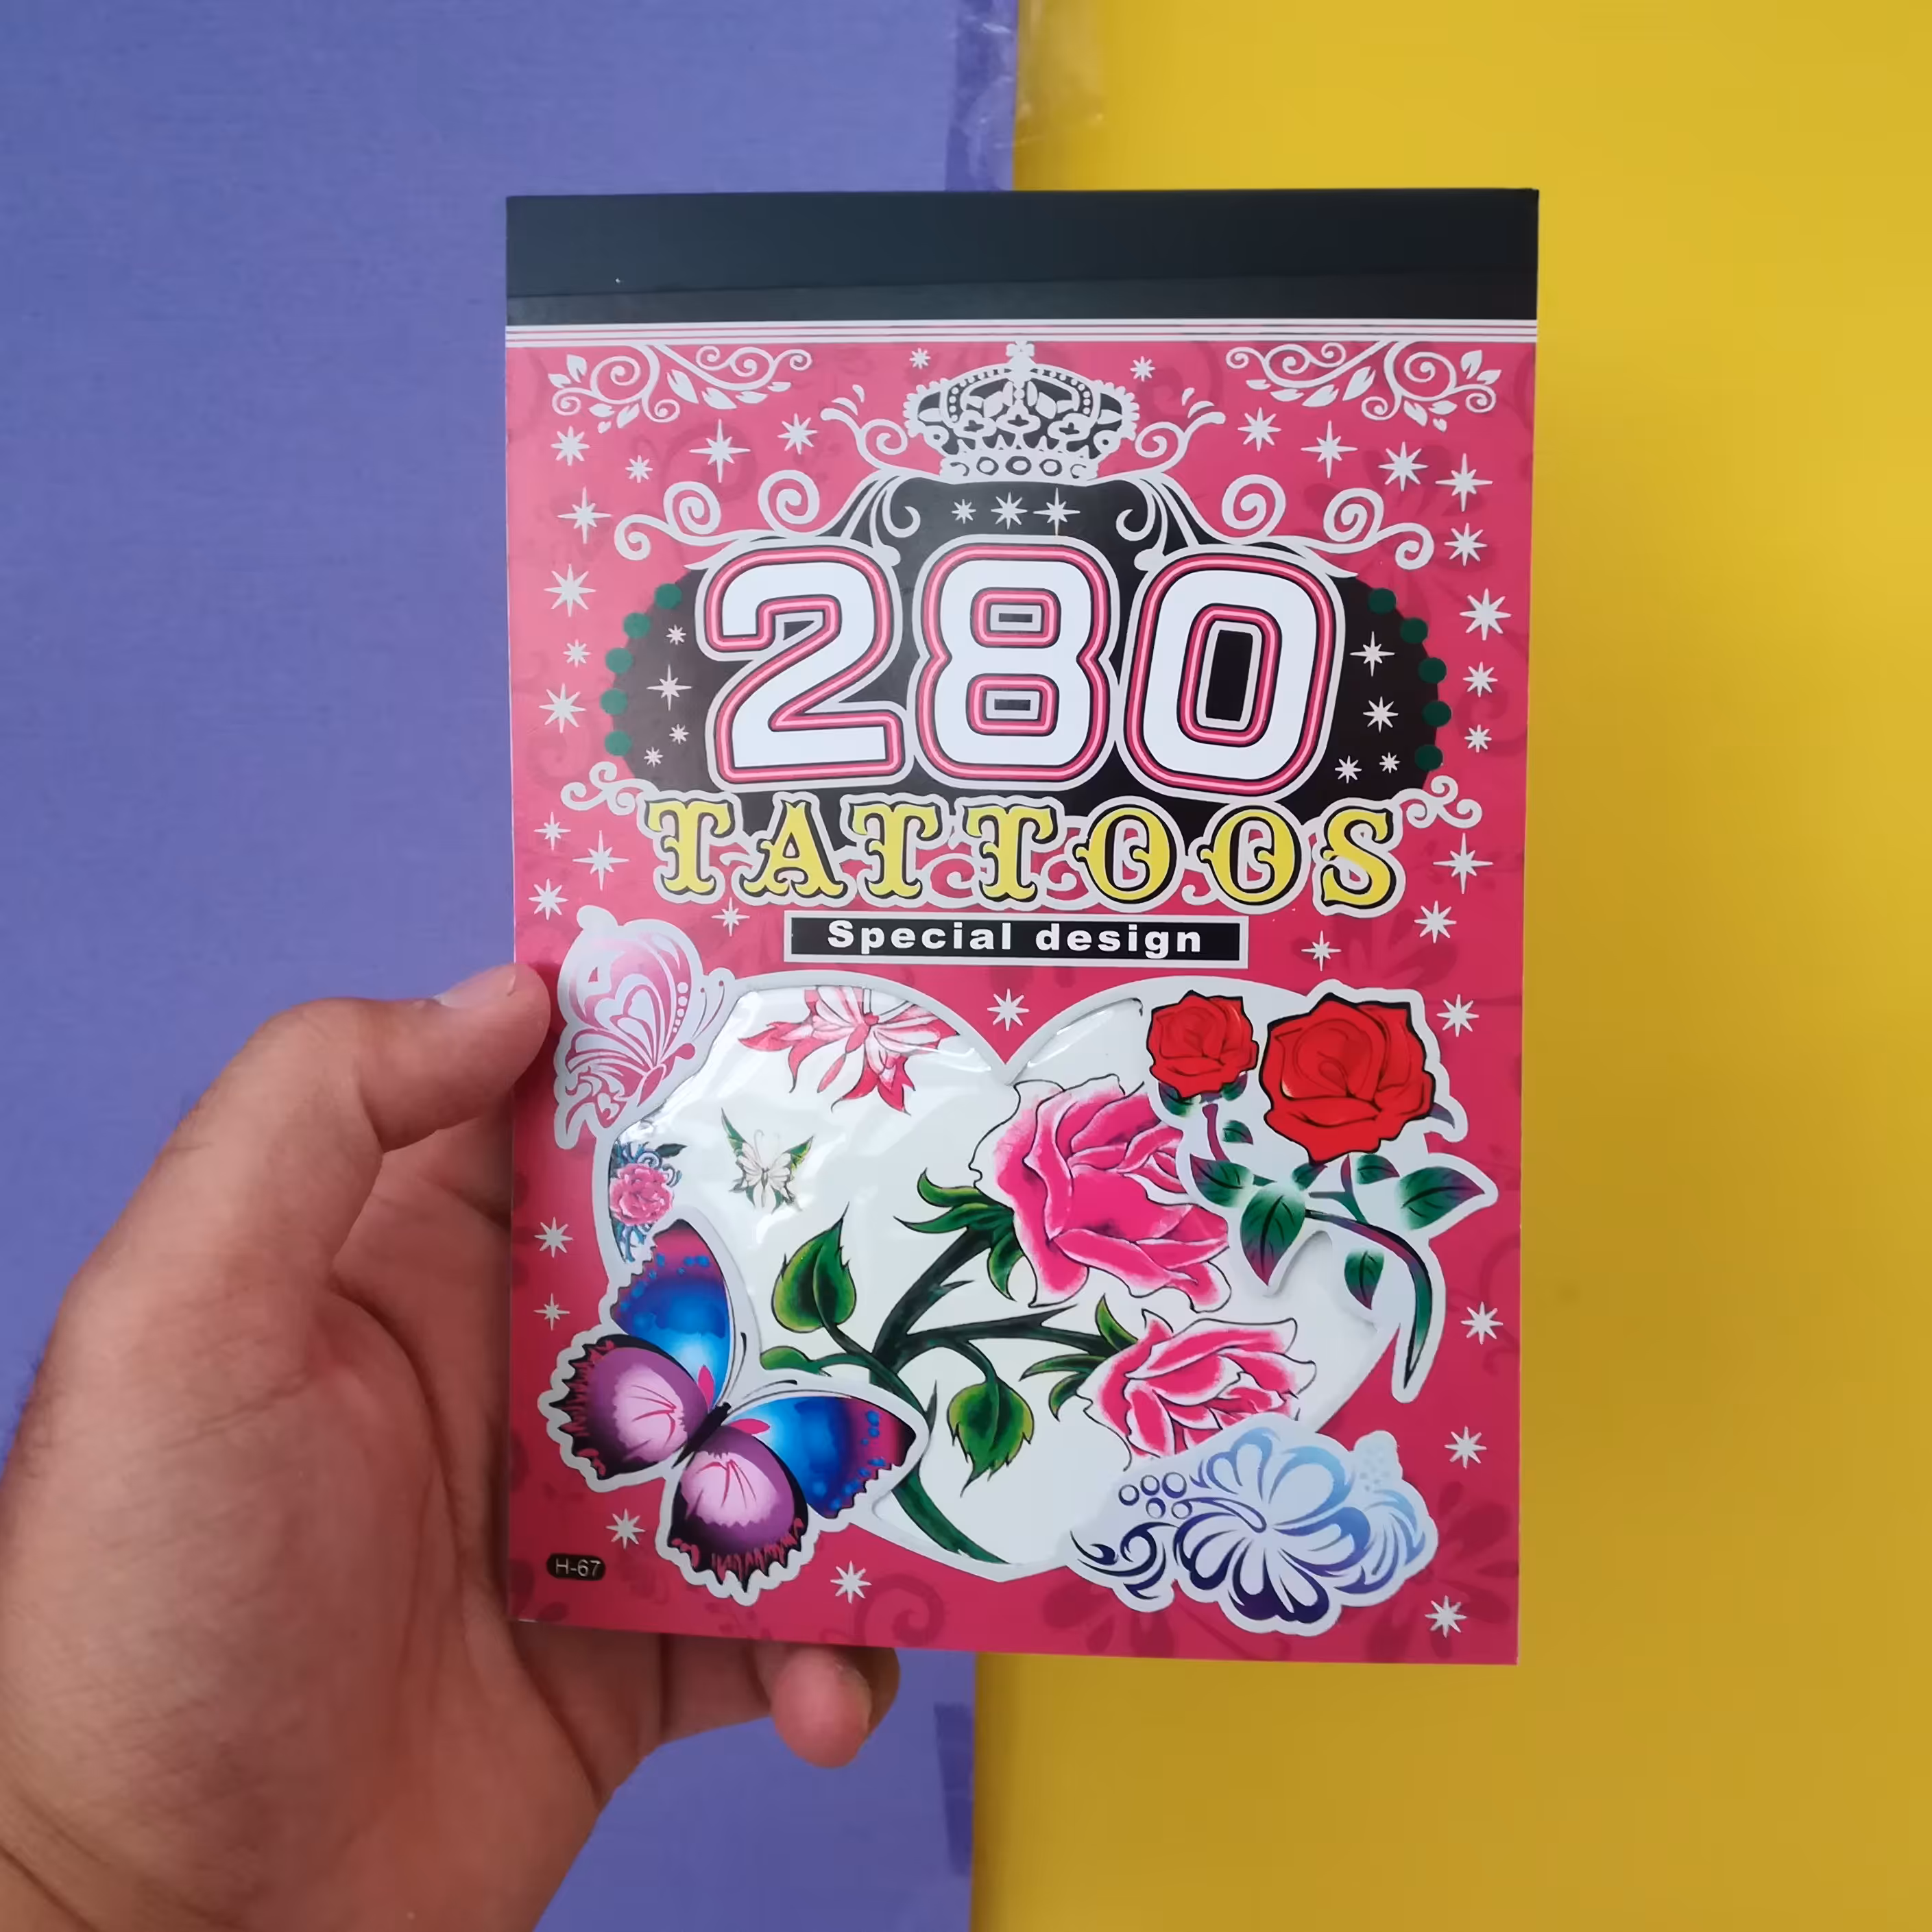 280
TATTOOS
Special design
H-67